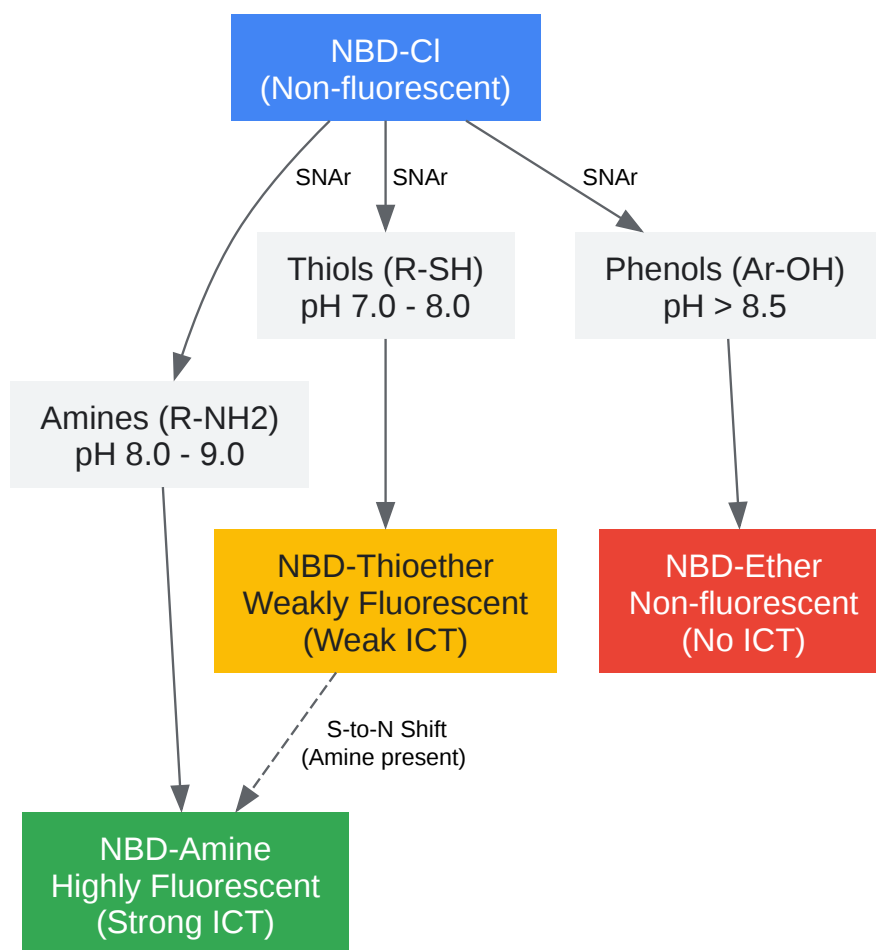 NBD-Cl
(Non-fluorescent)
SNAr
SNAr
SNAr
Thiols (R-SH)
pH 7.0 - 8.0
Phenols (Ar-OH)
pH > 8.5
Amines (R-NH2)
pH 8.0 - 9.0
NBD-Thioether
Weakly Fluorescent
(Weak ICT)
NBD-Ether
Non-fluorescent
(No ICT)
S-to-N Shift
(Amine present)
NBD-Amine
Highly Fluorescent
(Strong ICT)